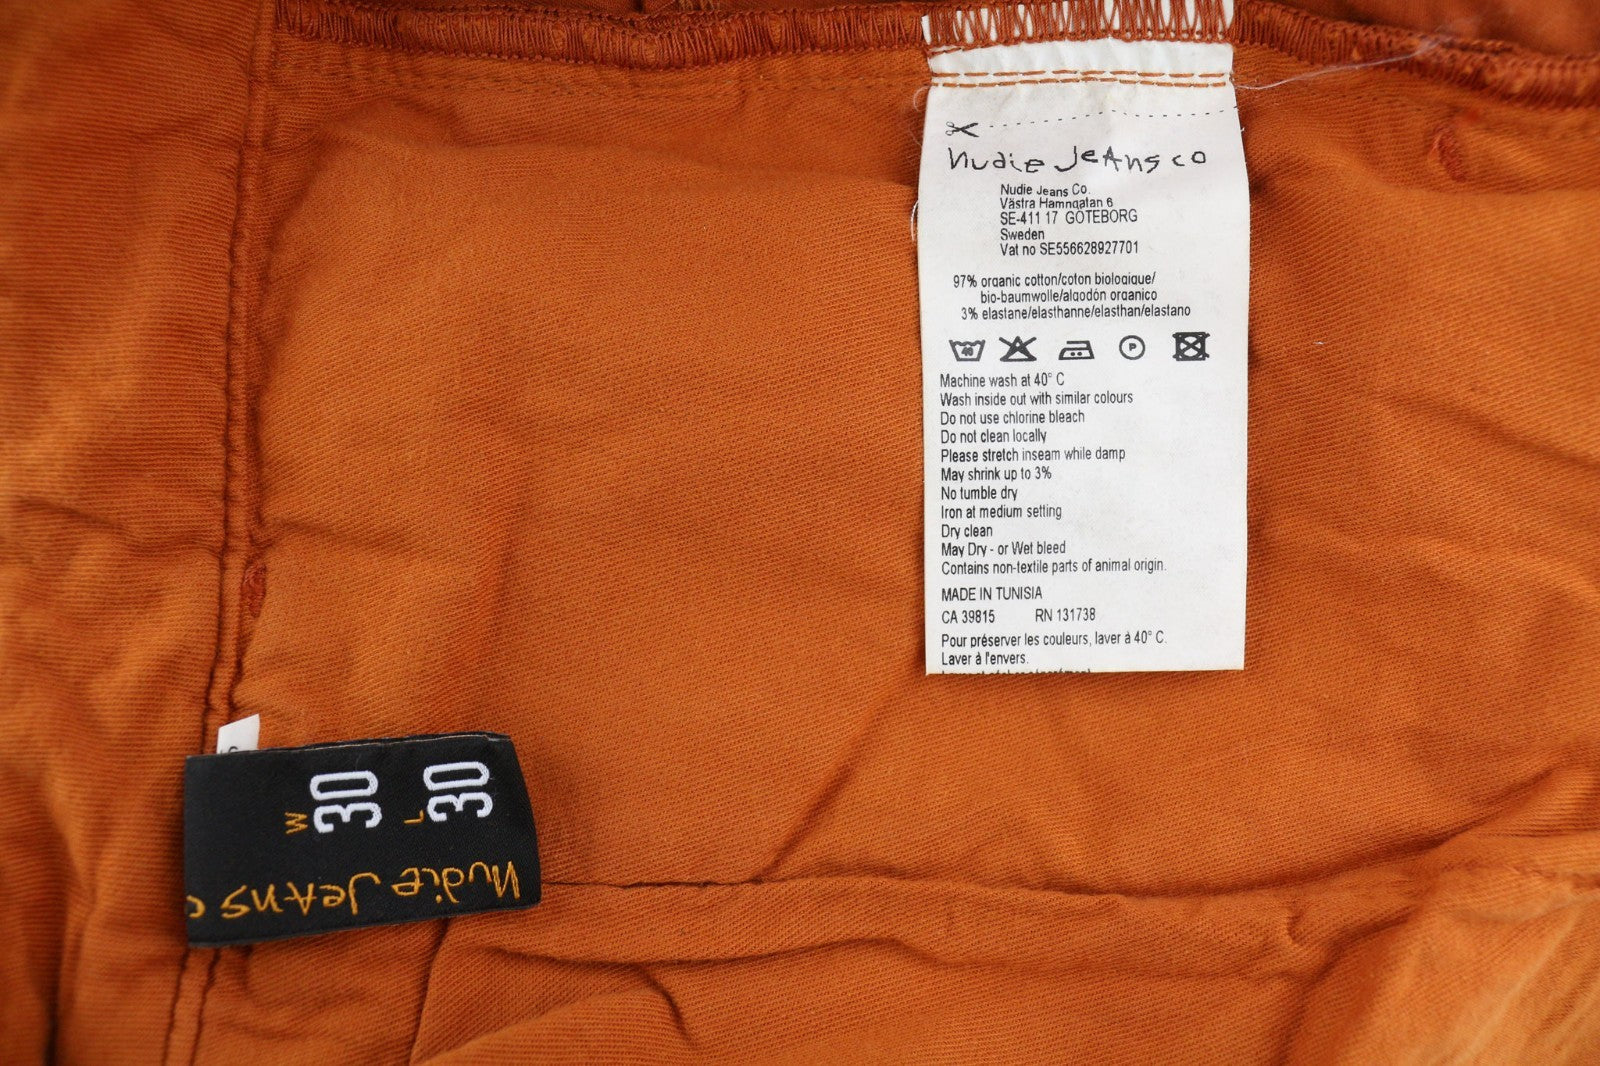 nudie JeAns co
Nudie Jeans Co.
Västra Hamngatan 6
SE-411 17 GÖTEBORG
Sweden
Vat no SE556628927701
97% organic cotton/coton biologique/
bio-baumwolle/algodón organico
3% elastane/elasthanne/elasthan/elastano
40
P
Machine wash at 40° C
Wash inside out with similar colours
Do not use chlorine bleach
Do not clean locally
Please stretch inseam while damp
May shrink up to 3%
No tumble dry
Iron at medium setting
Dry clean
May Dry - or Wet bleed
Contains non-textile parts of animal origin.
MADE IN TUNISIA
CA 39815 RN 131738
Pour préserver les couleurs, laver à 40° C.
Laver à l'envers.
W 30
L 30
nudie JeAns c